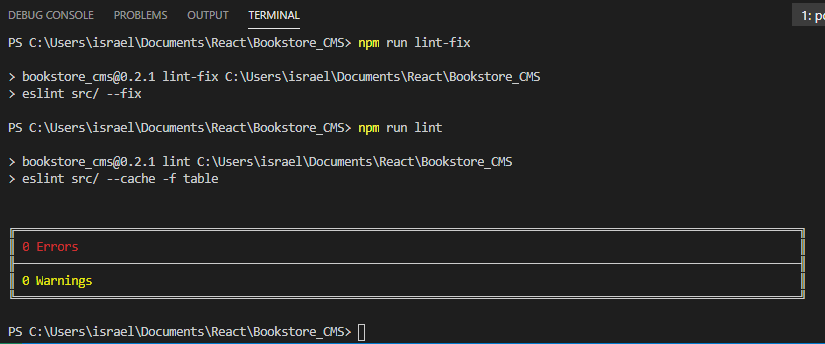 DEBUG CONSOLE PROBLEMS OUTPUT TERMINAL 1: po
PS C:\Users\israel\Documents\React\Bookstore_CMS> npm run lint-fix
> bookstore_cms@0.2.1 lint-fix C:\Users\israel\Documents\React\Bookstore_CMS
> eslint src/ --fix
PS C:\Users\israel\Documents\React\Bookstore_CMS> npm run lint
> bookstore_cms@0.2.1 lint C:\Users\israel\Documents\React\Bookstore_CMS
> eslint src/ --cache -f table
0 Errors
0 Warnings
PS C:\Users\israel\Documents\React\Bookstore_CMS>